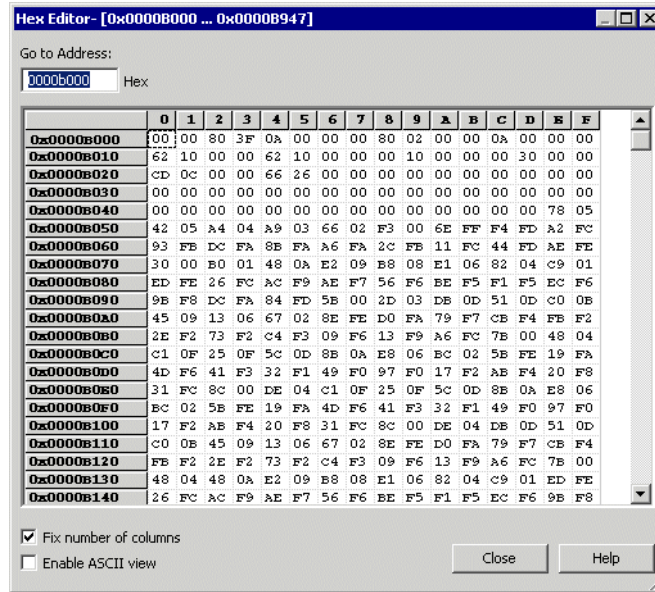 Hex Editor- [0x0000B000 ... 0x0000B947]
Go to Address:
0000b000 Hex
0 1 2 3 4 5 6 7 8 9 A B C D E F
0x0000B000 00 00 80 3F 0A 00 00 00 80 02 00 00 0A 00 00 00
0x0000B010 62 10 00 00 62 10 00 00 00 10 00 00 00 30 00 00
0x0000B020 CD 0C 00 00 66 26 00 00 00 00 00 00 00 00 00 00
0x0000B030 00 00 00 00 00 00 00 00 00 00 00 00 00 00 00 00
0x0000B040 00 00 00 00 00 00 00 00 00 00 00 00 00 00 78 05
0x0000B050 42 05 A4 04 A9 03 66 02 F3 00 6E FF F4 FD A2 FC
0x0000B060 93 FB DC FA 8B FA A6 FA 2C FB 11 FC 44 FD AE FE
0x0000B070 30 00 B0 01 48 0A E2 09 B8 08 E1 06 82 04 C9 01
0x0000B080 ED FE 26 FC AC F9 AE F7 56 F6 BE F5 F1 F5 EC F6
0x0000B090 9B F8 DC FA 84 FD 5B 00 2D 03 DB 0D 51 0D C0 0B
0x0000B0A0 45 09 13 06 67 02 8E FE D0 FA 79 F7 CB F4 FB F2
0x0000B0B0 2E F2 73 F2 C4 F3 09 F6 13 F9 A6 FC 7B 00 48 04
0x0000B0C0 C1 0F 25 0F 5C 0D 8B 0A E8 06 BC 02 5B FE 19 FA
0x0000B0D0 4D F6 41 F3 32 F1 49 F0 97 F0 17 F2 AB F4 20 F8
0x0000B0E0 31 FC 8C 00 DE 04 C1 0F 25 0F 5C 0D 8B 0A E8 06
0x0000B0F0 BC 02 5B FE 19 FA 4D F6 41 F3 32 F1 49 F0 97 F0
0x0000B100 17 F2 AB F4 20 F8 31 FC 8C 00 DE 04 DB 0D 51 0D
0x0000B110 C0 0B 45 09 13 06 67 02 8E FE D0 FA 79 F7 CB F4
0x0000B120 FB F2 2E F2 73 F2 C4 F3 09 F6 13 F9 A6 FC 7B 00
0x0000B130 48 04 48 0A E2 09 B8 08 E1 06 82 04 C9 01 ED FE
0x0000B140 26 FC AC F9 AE F7 56 F6 BE F5 F1 F5 EC F6 9B F8
Fix number of columns
Enable ASCII view
Close Help